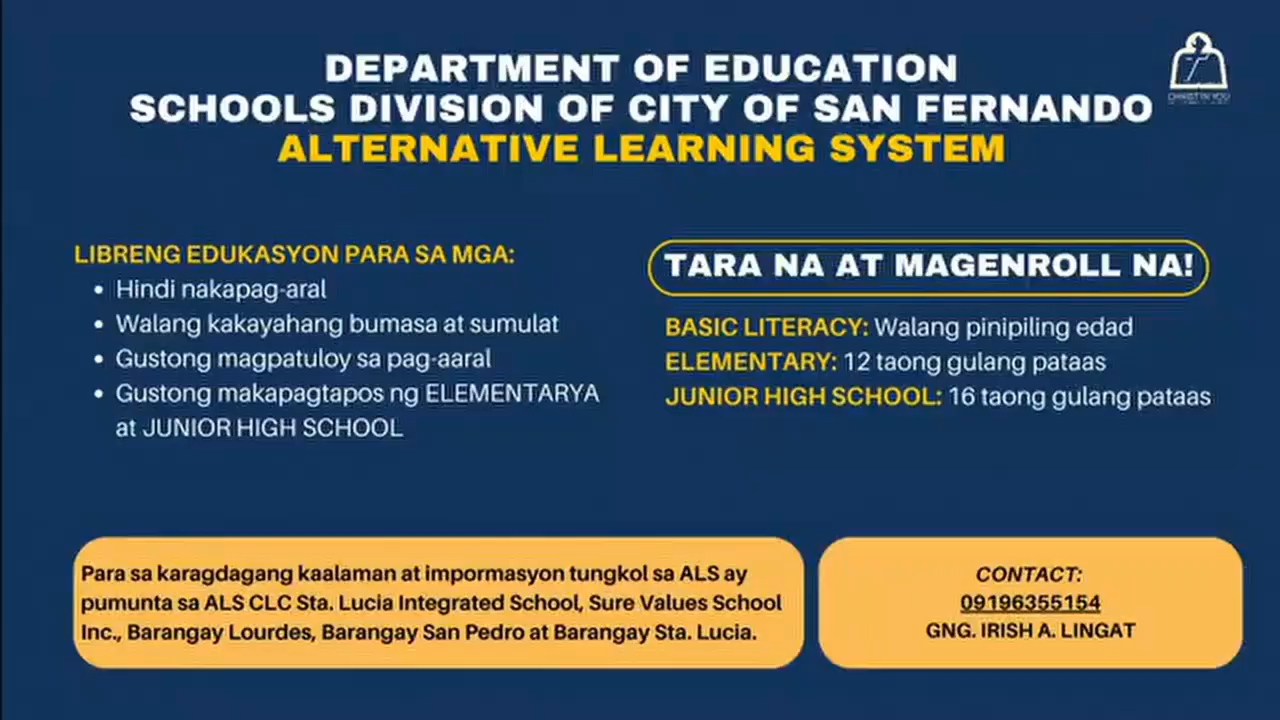 DEPARTMENT OF EDUCATION
SCHOOLS DIVISION OF CITY OF SAN FERNANDO
ALTERNATIVE LEARNING SYSTEM
LIBRENG EDUKASYON PARA SA MGA:
• Hindi nakapag-aral
• Walang kakayahang bumasa at sumulat
• Gustong magpatuloy sa pag-aaral
• Gustong makapagtapos ng ELEMENTARYA
at JUNIOR HIGH SCHOOL
TARA NA AT MAGENROLL NA!
BASIC LITERACY: Walang pinipiling edad
ELEMENTARY: 12 taong gulang pataas
JUNIOR HIGH SCHOOL: 16 taong gulang pataas
Para sa karagdagang kaalaman at impormasyon tungkol sa ALS ay
pumunta sa ALS CLC Sta. Lucia Integrated School, Sure Values School
Inc., Barangay Lourdes, Barangay San Pedro at Barangay Sta. Lucia.
CONTACT:
09196355154
GNG. IRISH A. LINGAT